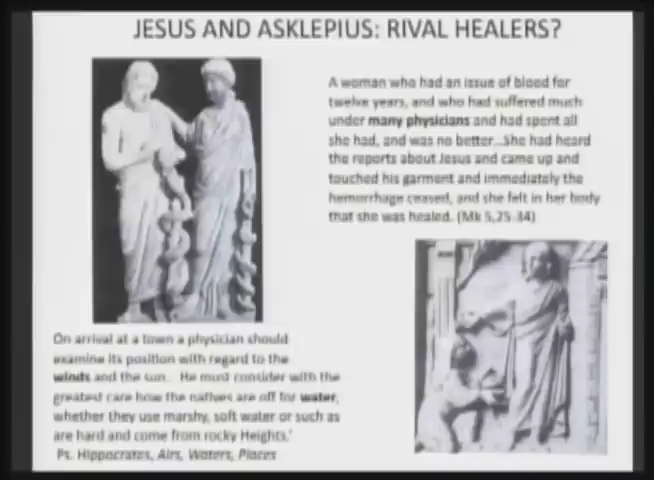 JESUS AND ASKLEPIUS: RIVAL HEALERS?
A woman who had an issue of blood for
twelve years, and who had suffered much
under many physicians and had spent all
she had, and was no better...She had heard
the reports about Jesus and came up and
touched his garment and immediately the
hemorrhage ceased, and she felt in her body
that she was healed. (Mk 5,25-34)
On arrival at a town a physician should
examine its position with regard to the
winds and the sun. He must consider with the
greatest care how the natives are off for water,
whether they use marshy, soft water or such as
are hard and come from rocky Heights.'
Ps. Hippocrates, Airs, Waters, Places